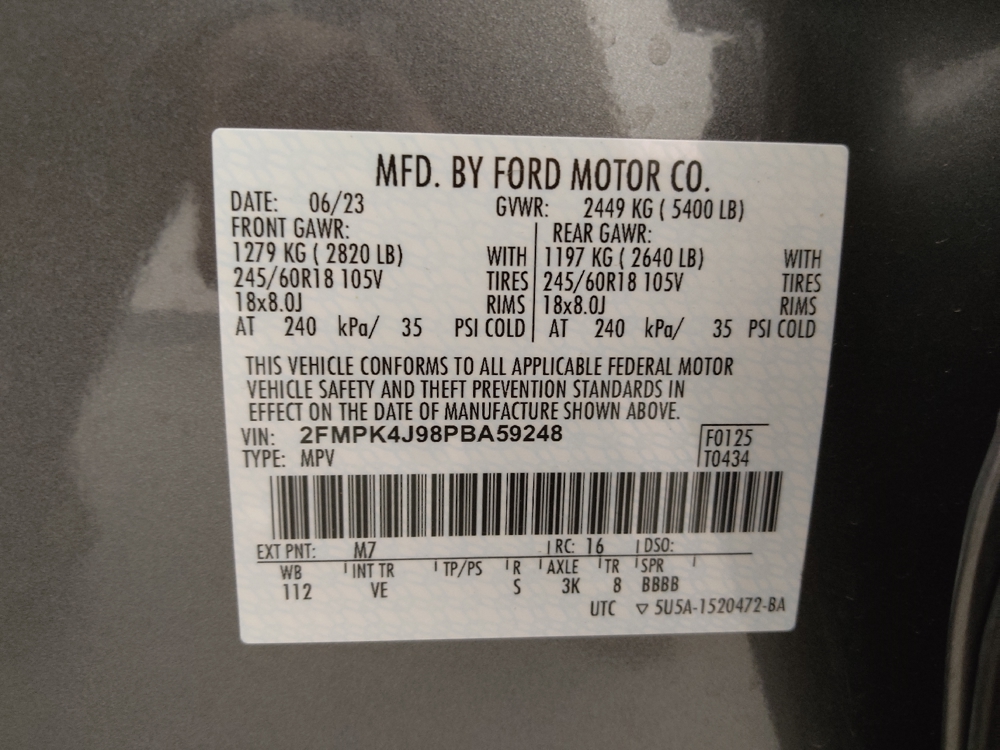 MFD. BY FORD MOTOR CO.
DATE: 06/23 GVWR: 2449 KG ( 5400 LB)
FRONT GAWR: REAR GAWR:
1279 KG ( 2820 LB) WITH 1197 KG ( 2640 LB) WITH
245/60R18 105V TIRES 245/60R18 105V TIRES
18x8.0J RIMS 18x8.0J RIMS
AT 240 kPa/ 35 PSI COLD AT 240 kPa/ 35 PSI COLD
THIS VEHICLE CONFORMS TO ALL APPLICABLE FEDERAL MOTOR
VEHICLE SAFETY AND THEFT PREVENTION STANDARDS IN
EFFECT ON THE DATE OF MANUFACTURE SHOWN ABOVE.
VIN: 2FMPK4J98PBA59248 F0125
TYPE: MPV T0434
EXT PNT: M7 RC: 16 DSO:
WB INT TR TP/PS R AXLE TR SPR
112 VE S 3K 8 BBBB
UTC ▽ 5U5A-1520472-BA